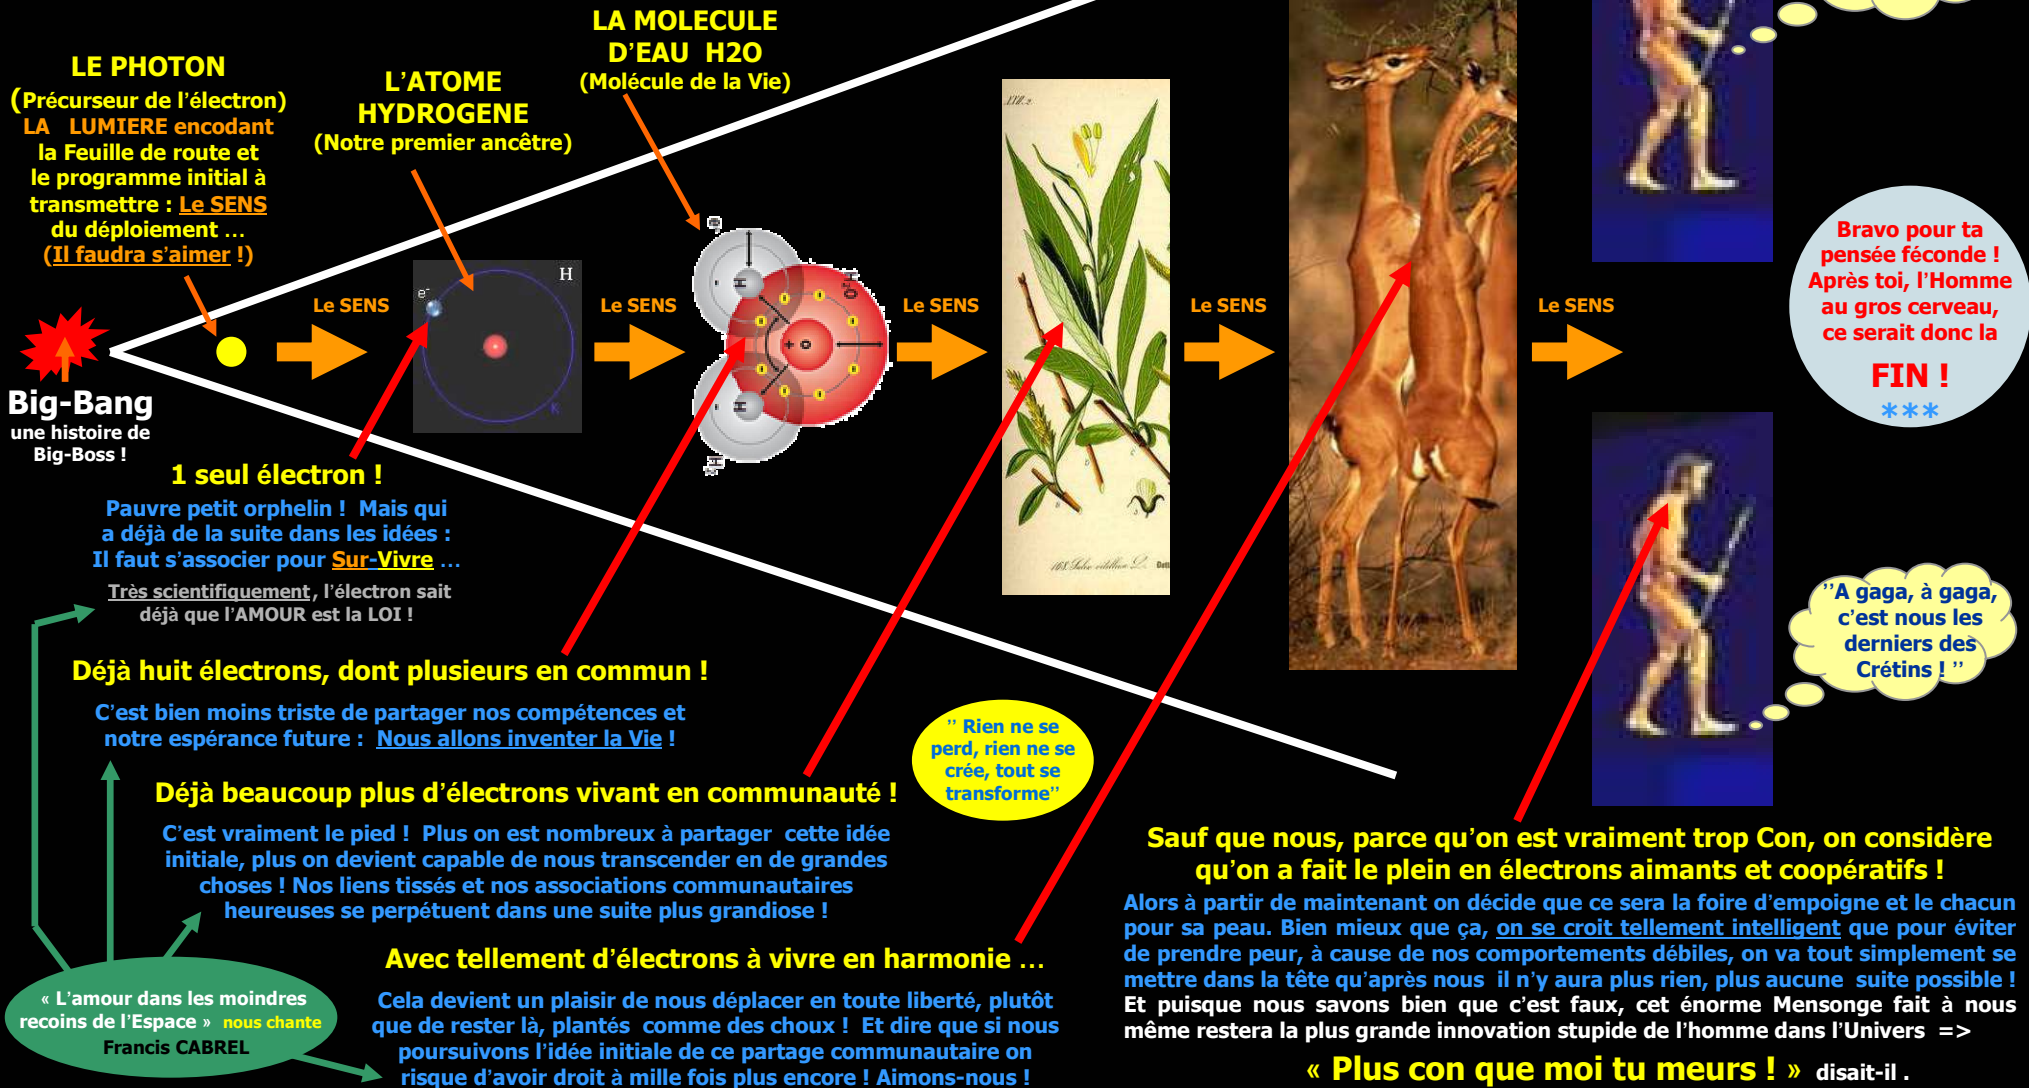 LE PHOTON
(Précurseur de l’électron)
LA LUMIERE encodant
la Feuille de route et
le programme initial à
transmettre : Le SENS
du déploiement …
(Il faudra s’aimer !)
L’ATOME
HYDROGENE
(Notre premier ancêtre)
LA MOLECULE
D’EAU H2O
(Molécule de la Vie)
Big-Bang
une histoire de
Big-Boss !
Le SENS
H
e-
K
Le SENS
H
H
O
Le SENS
XXII. 2.
168. Salix vitellina L.
Le SENS
Le SENS
Bravo pour ta
pensée féconde !
Après toi, l’Homme
au gros cerveau,
ce serait donc la
FIN !
***
1 seul électron !
Pauvre petit orphelin ! Mais qui
a déjà de la suite dans les idées :
Il faut s’associer pour Sur-Vivre …
Très scientifiquement, l’électron sait
déjà que l’AMOUR est la LOI !
Déjà huit électrons, dont plusieurs en commun !
C’est bien moins triste de partager nos compétences et
notre espérance future : Nous allons inventer la Vie !
’’ Rien ne se
perd, rien ne se
crée, tout se
transforme’’
Déjà beaucoup plus d’électrons vivant en communauté !
C’est vraiment le pied ! Plus on est nombreux à partager cette idée
initiale, plus on devient capable de nous transcender en de grandes
choses ! Nos liens tissés et nos associations communautaires
heureuses se perpétuent dans une suite plus grandiose !
Avec tellement d’électrons à vivre en harmonie …
Cela devient un plaisir de nous déplacer en toute liberté, plutôt
que de rester là, plantés comme des choux ! Et dire que si nous
poursuivons l’idée initiale de ce partage communautaire on
risque d'avoir droit à mille fois plus encore ! Aimons-nous !
« L’amour dans les moindres
recoins de l’Espace » nous chante
Francis CABREL
’’A gaga, à gaga,
c’est nous les
derniers des
Crétins ! ’’
Sauf que nous, parce qu’on est vraiment trop Con, on considère
qu’on a fait le plein en électrons aimants et coopératifs !
Alors à partir de maintenant on décide que ce sera la foire d’empoigne et le chacun
pour sa peau. Bien mieux que ça, on se croit tellement intelligent que pour éviter
de prendre peur, à cause de nos comportements débiles, on va tout simplement se
mettre dans la tête qu’après nous il n’y aura plus rien, plus aucune suite possible !
Et puisque nous savons bien que c’est faux, cet énorme Mensonge fait à nous
même restera la plus grande innovation stupide de l’homme dans l’Univers =>
« Plus con que moi tu meurs ! » disait-il .